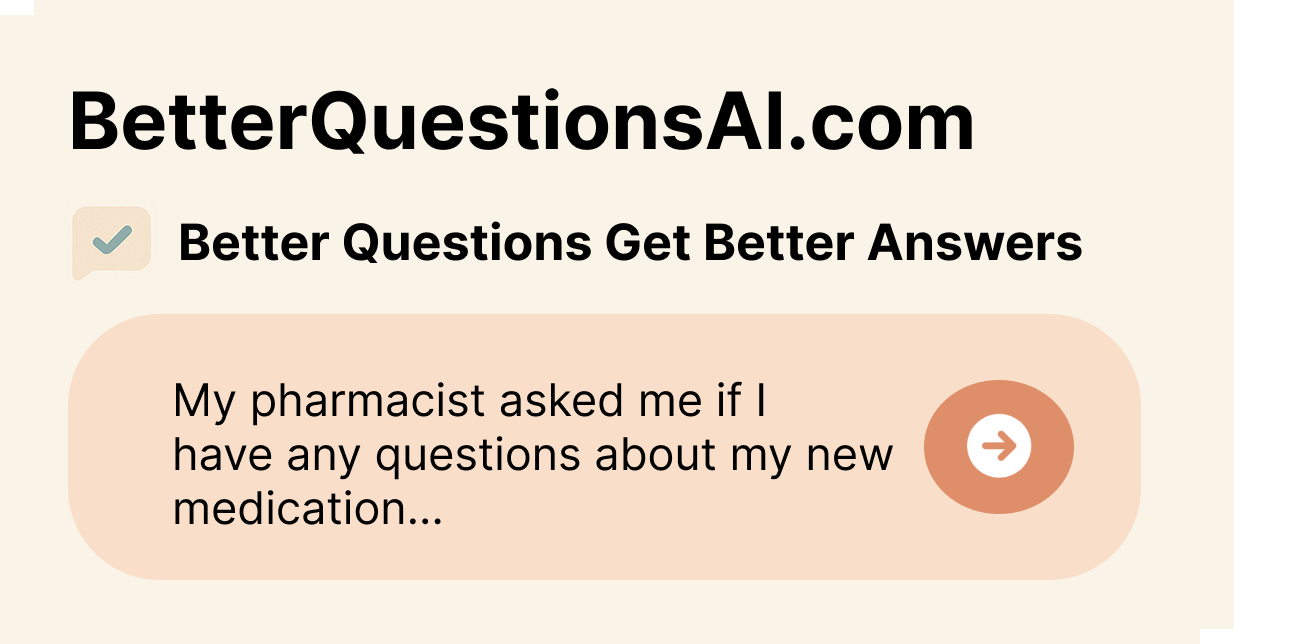 BetterQuestionsAI.com
Better Questions Get Better Answers
My pharmacist asked me if I
have any questions about my new
medication...